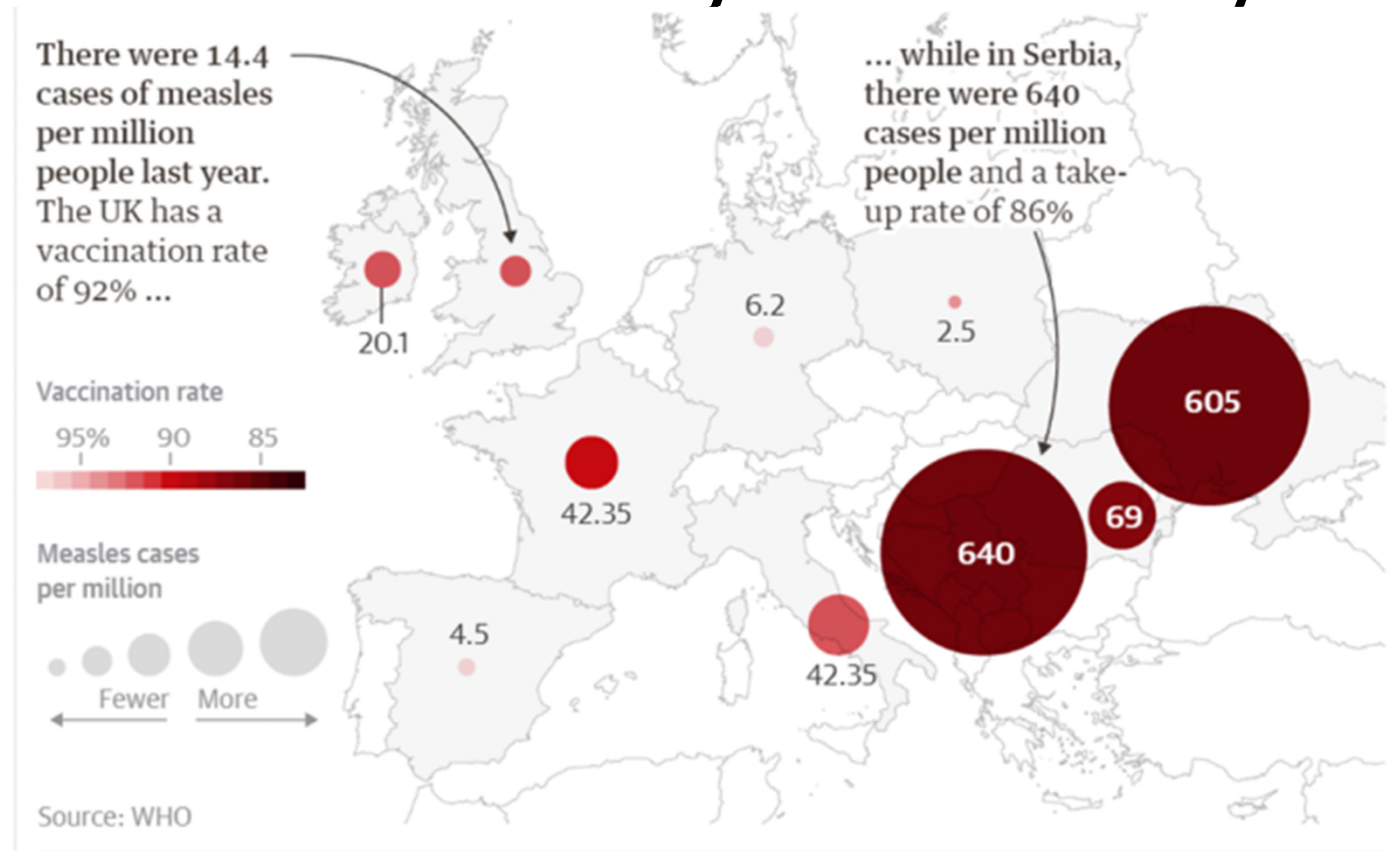 There were 14.4
cases of measles
per million
people last year.
The UK has a
vaccination rate
of 92% ...
... while in Serbia,
there were 640
cases per million
people and a take-
up rate of 86%
20.1
6.2
2.5
605
42.35
69
640
4.5
42.35
Vaccination rate
95% 90 85
Measles cases
per million
Fewer More
Source: WHO